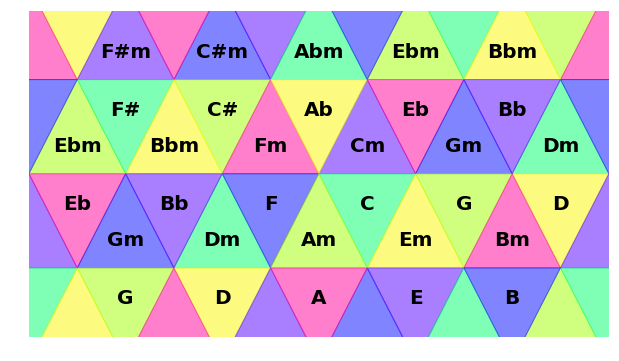 F#m C#m Abm Ebm Bbm
F# C# Ab Eb Bb
Ebm Bbm Fm Cm Gm Dm
Eb Bb F C G D
Gm Dm Am Em Bm
G D A E B